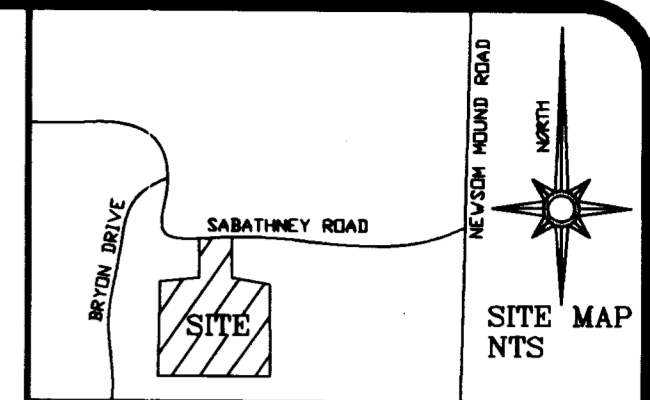 NEWSOM MOUND ROAD
NORTH
SABATHNEY ROAD
BRYON DRIVE
SITE
SITE MAP
NTS